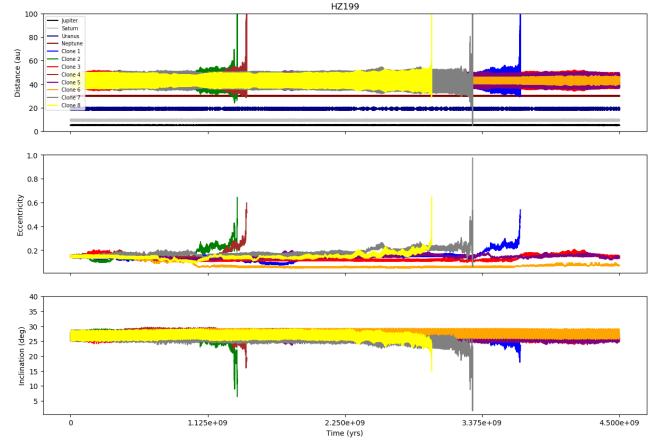 HZ199
Distance (au)
100
80
60
40
20
0
Jupiter
Saturn
Uranus
Neptune
Clone 1
Clone 2
Clone 3
Clone 4
Clone 5
Clone 6
Clone 7
Clone 8
Eccentricity
1.0
0.8
0.6
0.4
0.2
Inclination (deg)
40
35
30
25
20
15
10
5
0
1.125e+09
2.250e+09
3.375e+09
4.500e+09
Time (yrs)